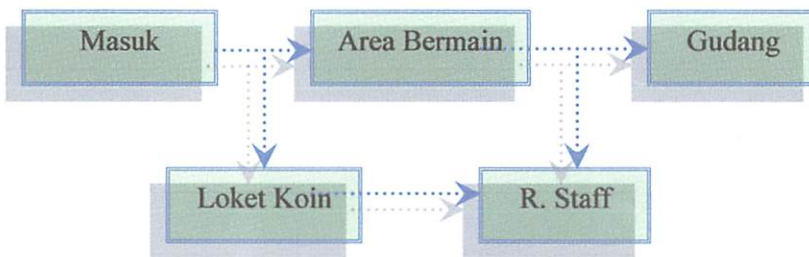 Masuk
Area Bermain
Gudang
Loket Koin
R. Staff